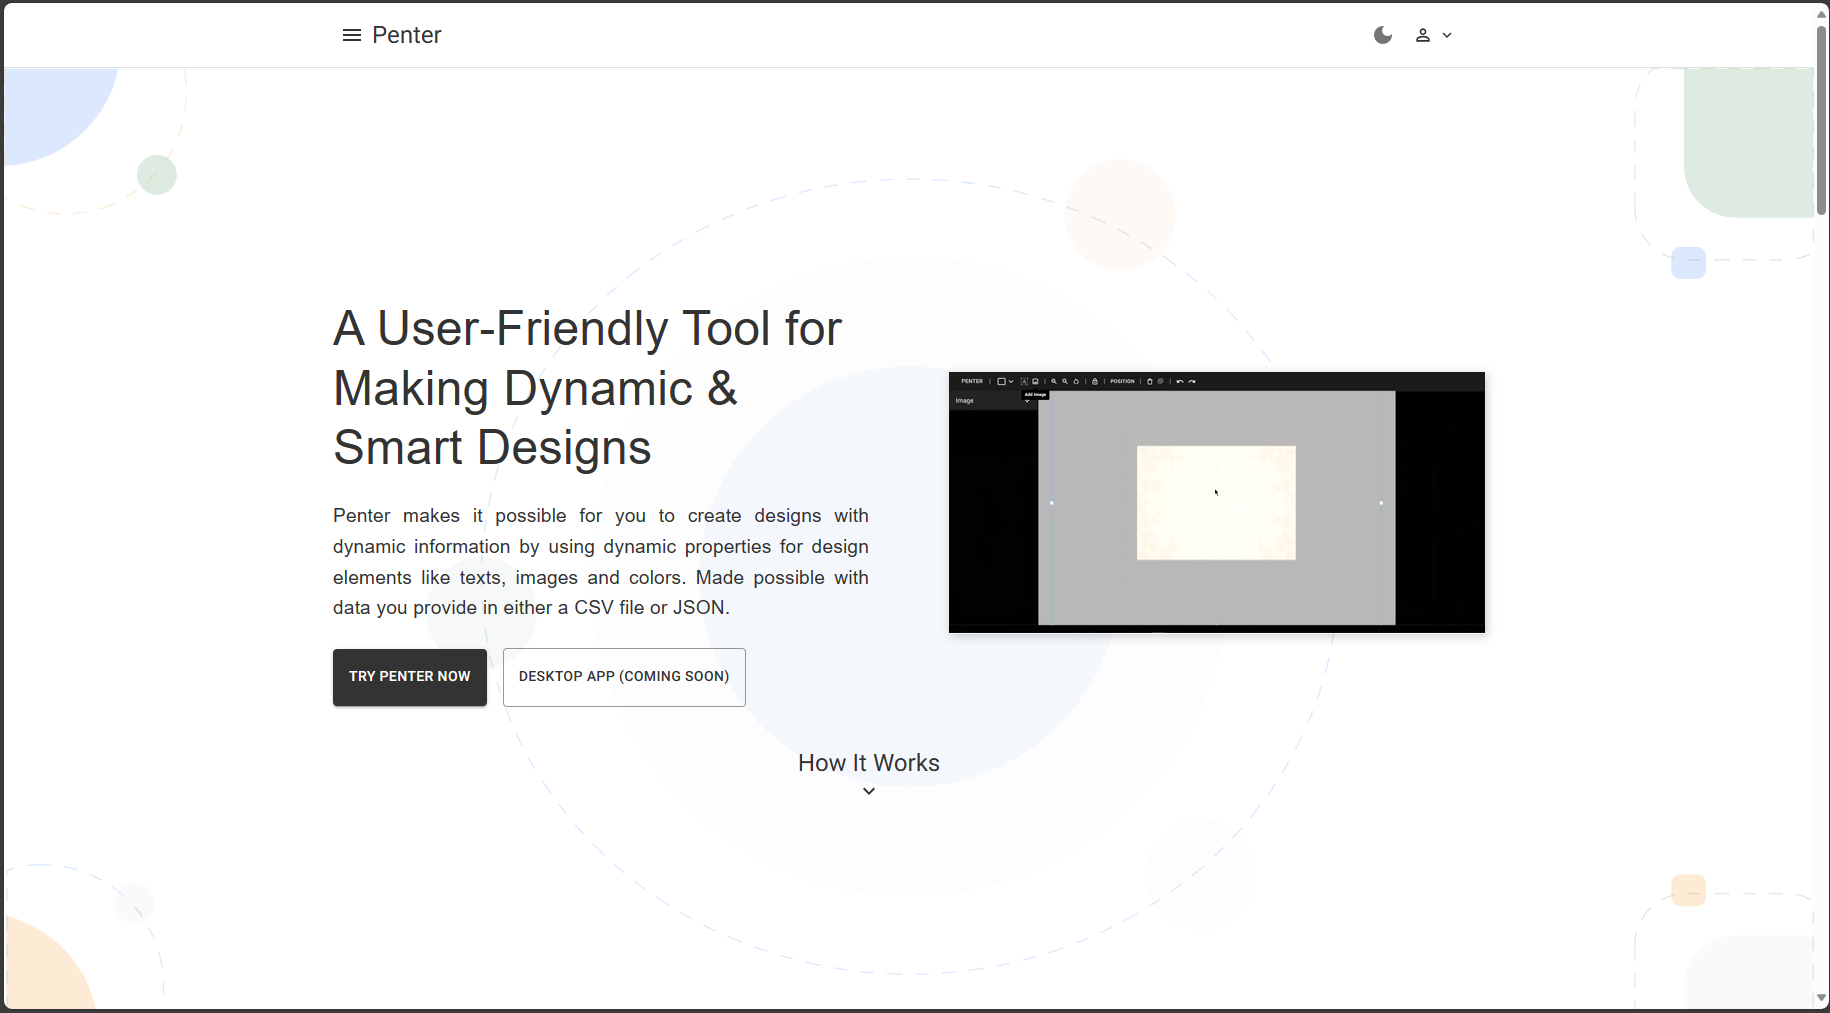 Penter
A User-Friendly Tool for
Making Dynamic &
Smart Designs
Penter makes it possible for you to create designs with
dynamic information by using dynamic properties for design
elements like texts, images and colors. Made possible with
data you provide in either a CSV file or JSON.
TRY PENTER NOW
DESKTOP APP (COMING SOON)
PENTER
A
POSITION
Add Image
Image
How It Works